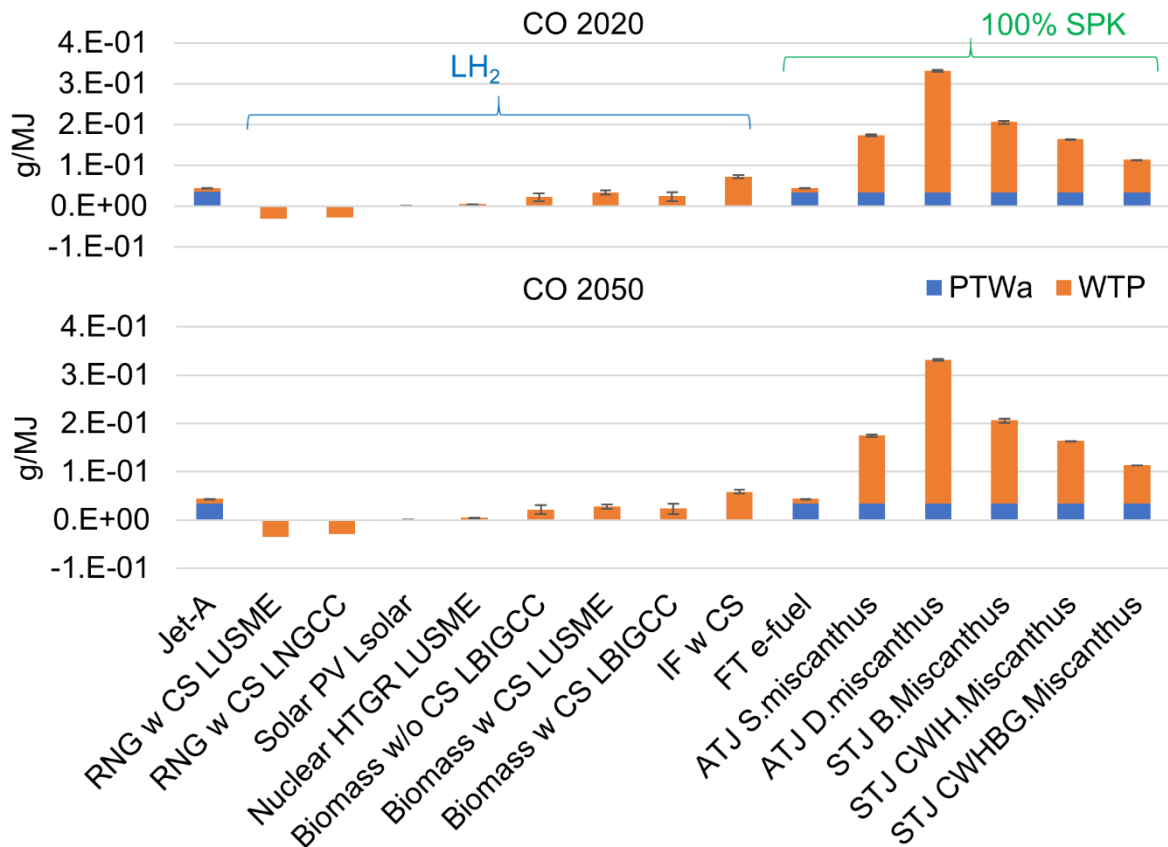 CO 2020
100% SPK
LH₂
4.E-01
3.E-01
2.E-01
1.E-01
0.E+00
-1.E-01
g/MJ
CO 2050
PTWa
WTP
4.E-01
3.E-01
2.E-01
1.E-01
0.E+00
-1.E-01
g/MJ
Jet-A
RNG w CS LUSME
RNG w CS LNGCC
Solar PV Lsolar
Nuclear HTGR LUSME
Biomass w/o CS LBIGCC
Biomass w CS LUSME
Biomass w CS LBIGCC
IF w CS
FT e-fuel
ATJ S.miscanthus
ATJ D.miscanthus
STJ B.Miscanthus
STJ CWIH.Miscanthus
STJ CWHBG.Miscanthus